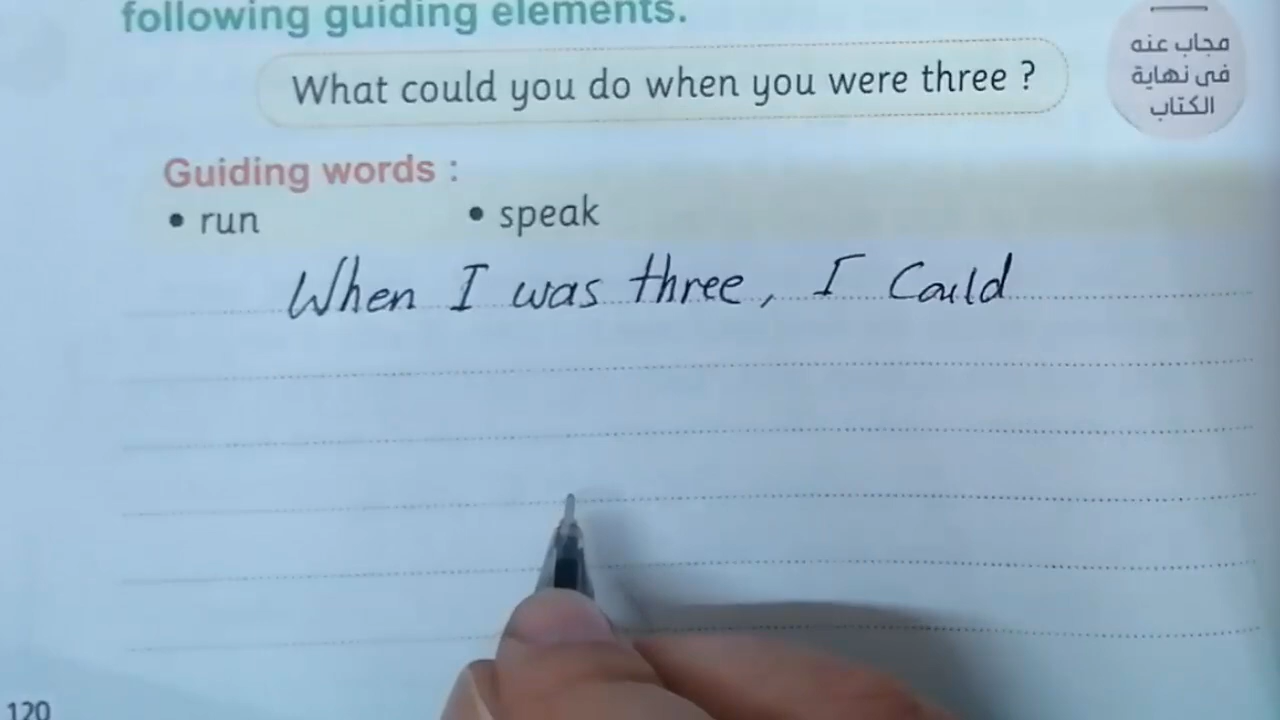 following guiding elements.
مجاب عنه
فى نهاية
الكتاب
What could you do when you were three ?
Guiding words :
• run • speak
When I was three, I Could
120